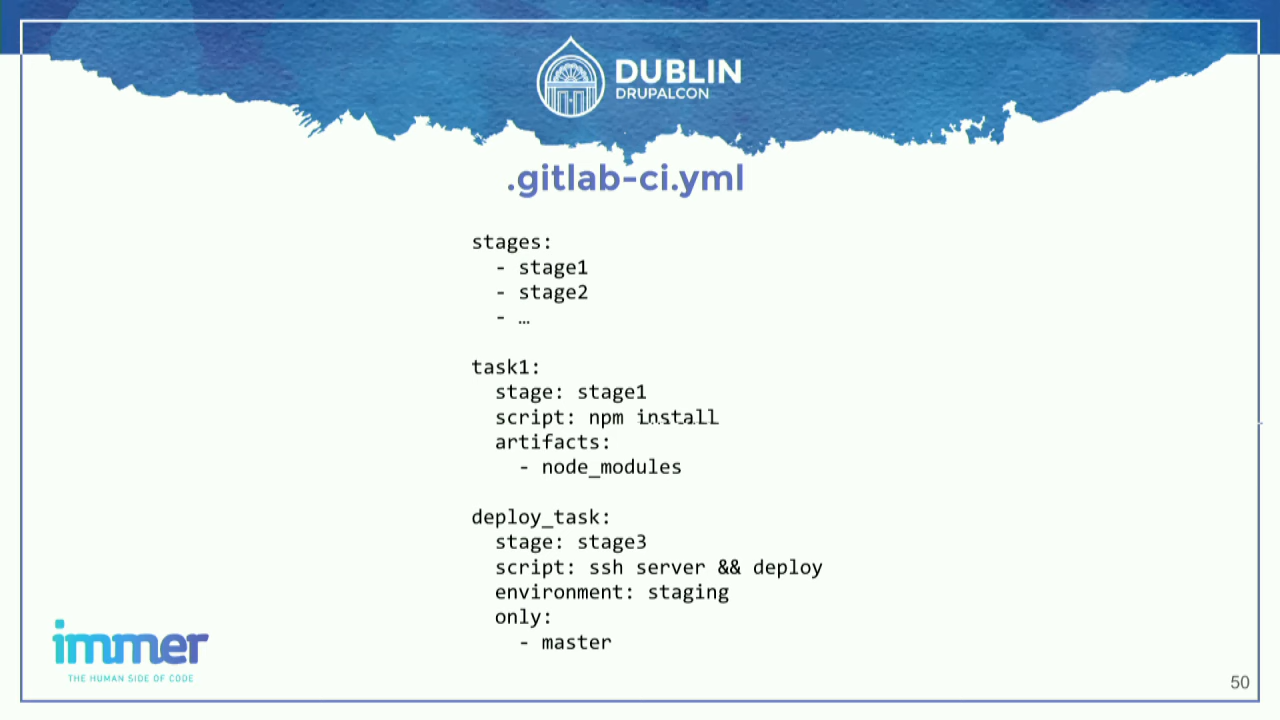 DUBLIN
DRUPALCON
.gitlab-ci.yml
stages:
  - stage1
  - stage2
  - …
task1:
  stage: stage1
  script: npm install
  artifacts:
    - node_modules
deploy_task:
  stage: stage3
  script: ssh server && deploy
  environment: staging
  only:
    - master
immer
THE HUMAN SIDE OF CODE
50